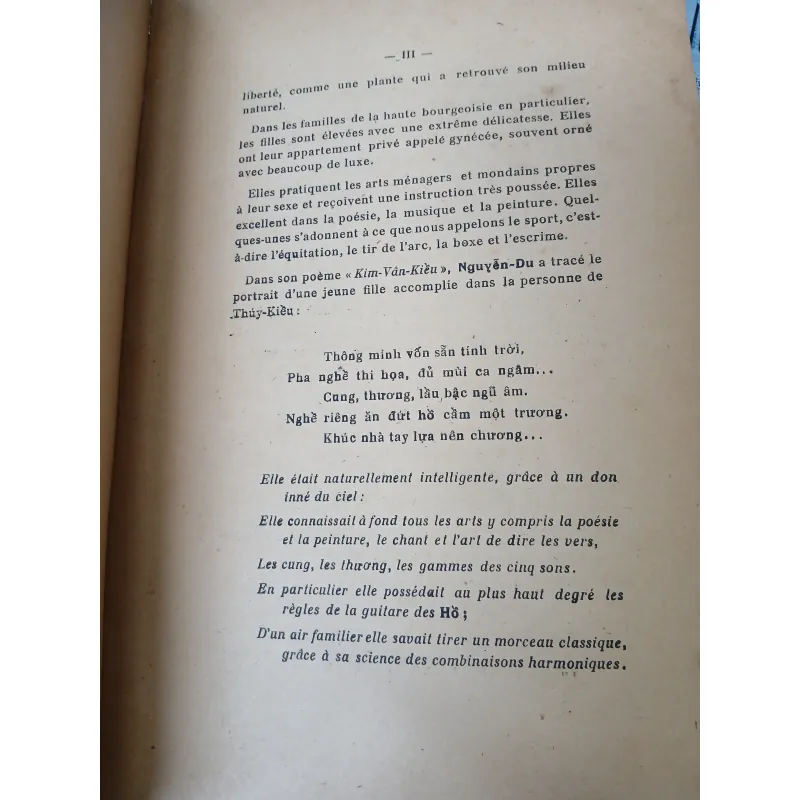 — III —
liberté, comme une plante qui a retrouvé son milieu
naturel.
Dans les familles de la haute bourgeoisie en particulier,
les filles sont élevées avec une extrême délicatesse. Elles
ont leur appartement privé appelé gynécée, souvent orné
avec beaucoup de luxe.
Elles pratiquent les arts ménagers et mondains propres
à leur sexe et reçoivent une instruction très poussée. Elles
excellent dans la poésie, la musique et la peinture. Quel-
ques-unes s'adonnent à ce que nous appelons le sport, c'est-
à-dire l'équitation, le tir de l'arc, la boxe et l'escrime.
Dans son poème « Kim-Vân-Kiều », Nguyễn-Du a tracé le
portrait d'une jeune fille accomplie dans la personne de
Thúy-Kiều :
Thông minh vốn sẵn tính trời,
Pha nghề thi họa, đủ mùi ca ngâm...
Cung, thương, lầu bậc ngũ âm.
Nghề riêng ăn đứt hồ cầm một trương.
Khúc nhà tay lựa nên chương...
Elle était naturellement intelligente, grâce à un don
inné du ciel :
Elle connaissait à fond tous les arts y compris la poésie
et la peinture, le chant et l'art de dire les vers,
Les cung, les thương, les gammes des cinq sons.
En particulier elle possédait au plus haut degré les
règles de la guitare des Hồ ;
D'un air familier elle savait tirer un morceau classique,
grâce à sa science des combinaisons harmoniques.